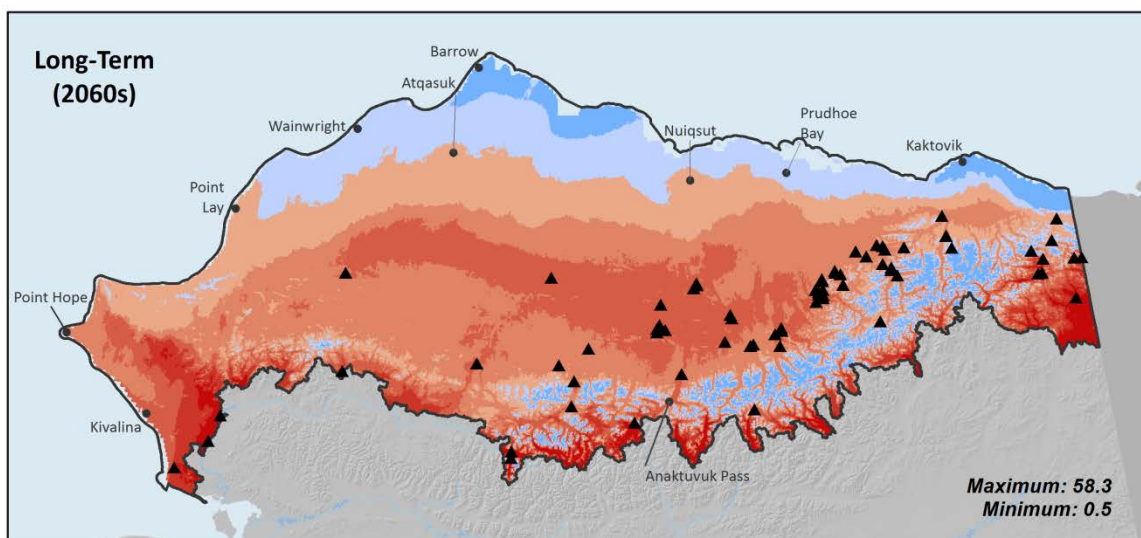 Long-Term
(2060s)
Barrow
Atqasuk
Wainwright
Nuiqsut
Prudhoe
Bay
Kaktovik
Point
Lay
Point Hope
Kivalina
Anaktuvuk Pass
Maximum: 58.3
Minimum: 0.5